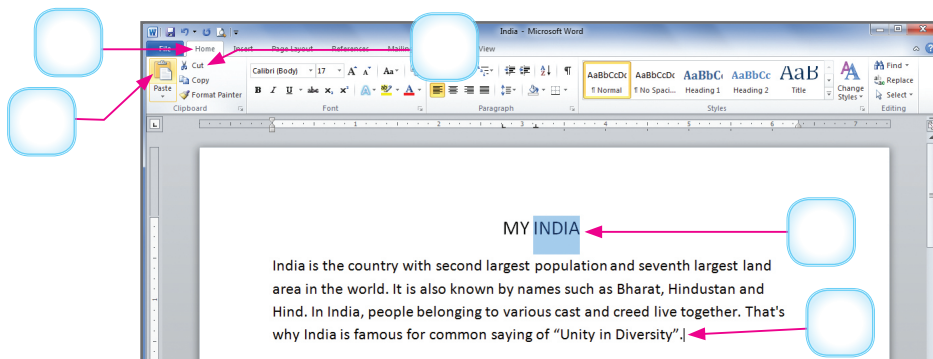 India - Microsoft Word
File Home Insert Page Layout References View
Paste
Cut
Copy
Format Painter
Calibri (Body) 17
Aa
B I U abc
AaBbCcDc AaBbCcDc AaBbC AaBbCc AaB
¶ Normal ¶ No Spaci... Heading 1 Heading 2 Title
Change
Styles
Find
Replace
Select
Clipboard Font Paragraph Styles Editing
MY INDIA
India is the country with second largest population and seventh largest land
area in the world. It is also known by names such as Bharat, Hindustan and
Hind. In India, people belonging to various cast and creed live together. That's
why India is famous for common saying of “Unity in Diversity”.